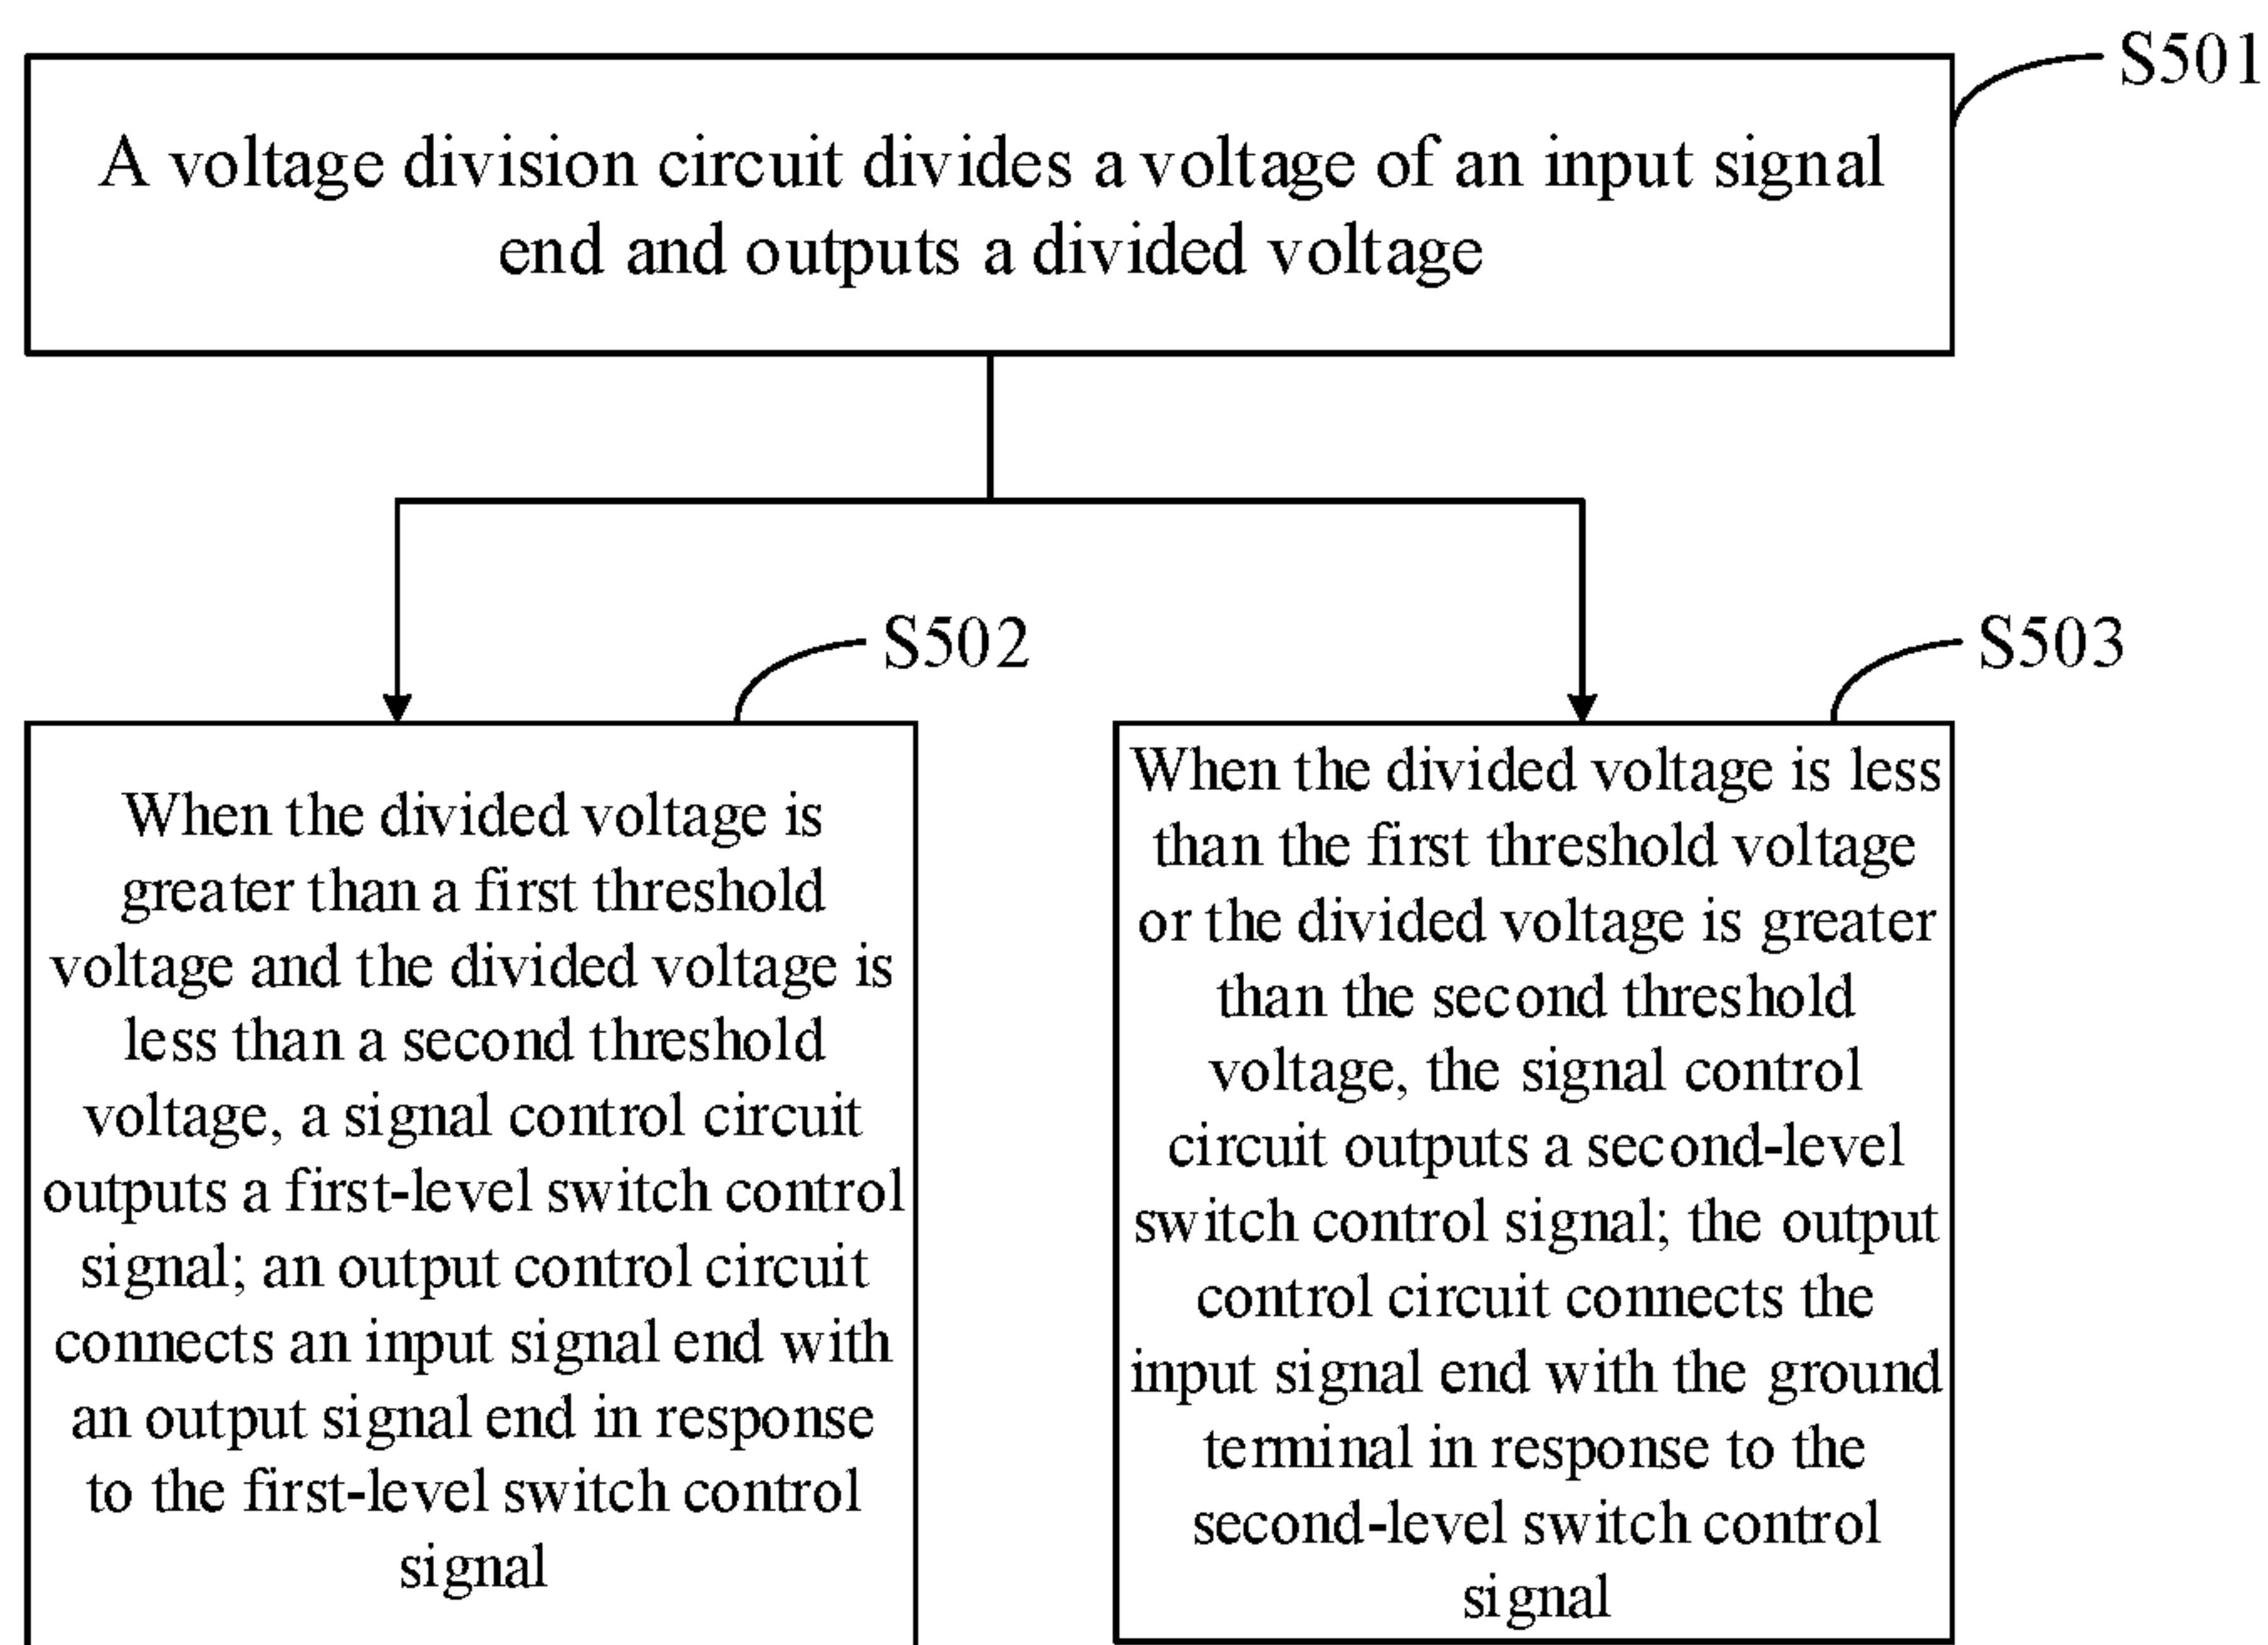 S501
A voltage division circuit divides a voltage of an input signal
end and outputs a divided voltage
S502
When the divided voltage is
greater than a first threshold
voltage and the divided voltage is
less than a second threshold
voltage, a signal control circuit
outputs a first-level switch control
signal; an output control circuit
connects an input signal end with
an output signal end in response
to the first-level switch control
signal
S503
When the divided voltage is less
than the first threshold voltage
or the divided voltage is greater
than the second threshold
voltage, the signal control
circuit outputs a second-level
switch control signal; the output
control circuit connects the
input signal end with the ground
terminal in response to the
second-level switch control
signal